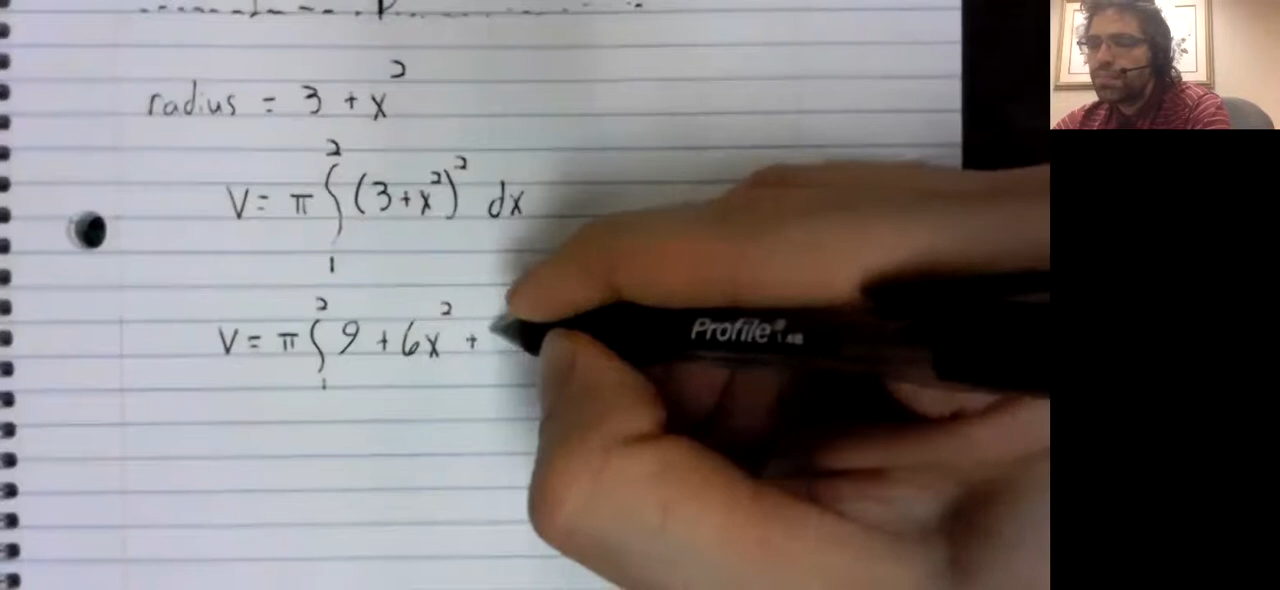 radius = 3 + x²
V = π ∫₁² (3+x²)² dx
V = π ∫₁² 9 + 6x² +
Profile